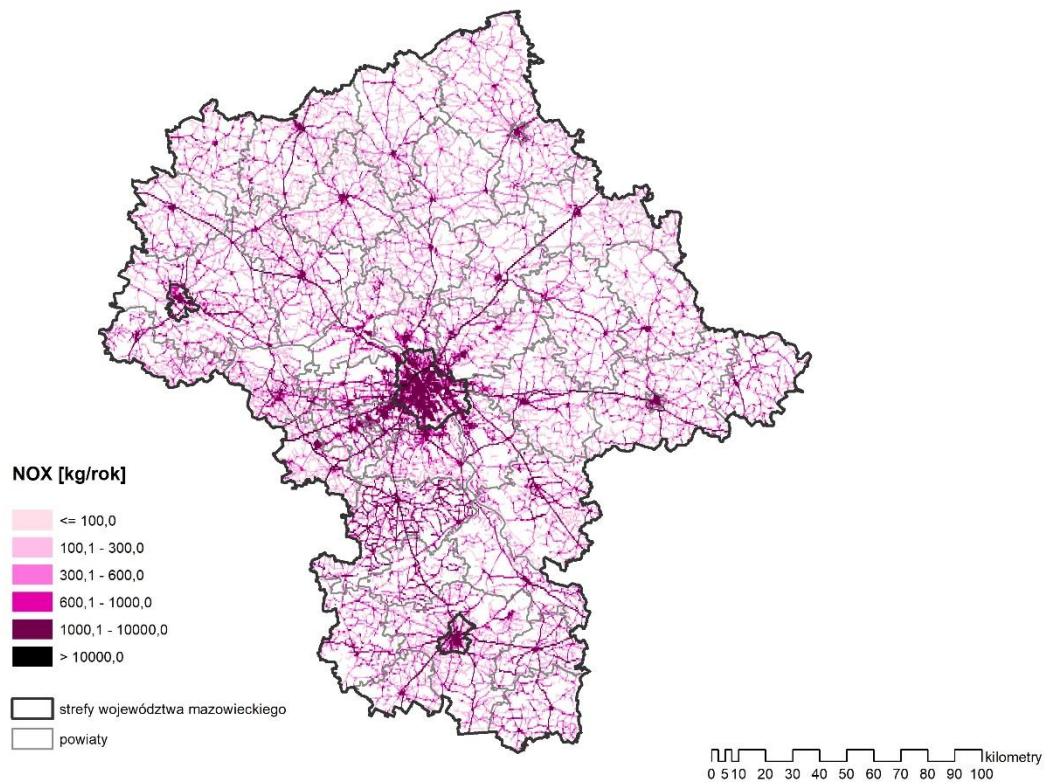 NOX [kg/rok]
<= 100,0
100,1 - 300,0
300,1 - 600,0
600,1 - 1000,0
1000,1 - 10000,0
> 10000,0
strefy województwa mazowieckiego
powiaty
kilometry
0 5 10 20 30 40 50 60 70 80 90 100